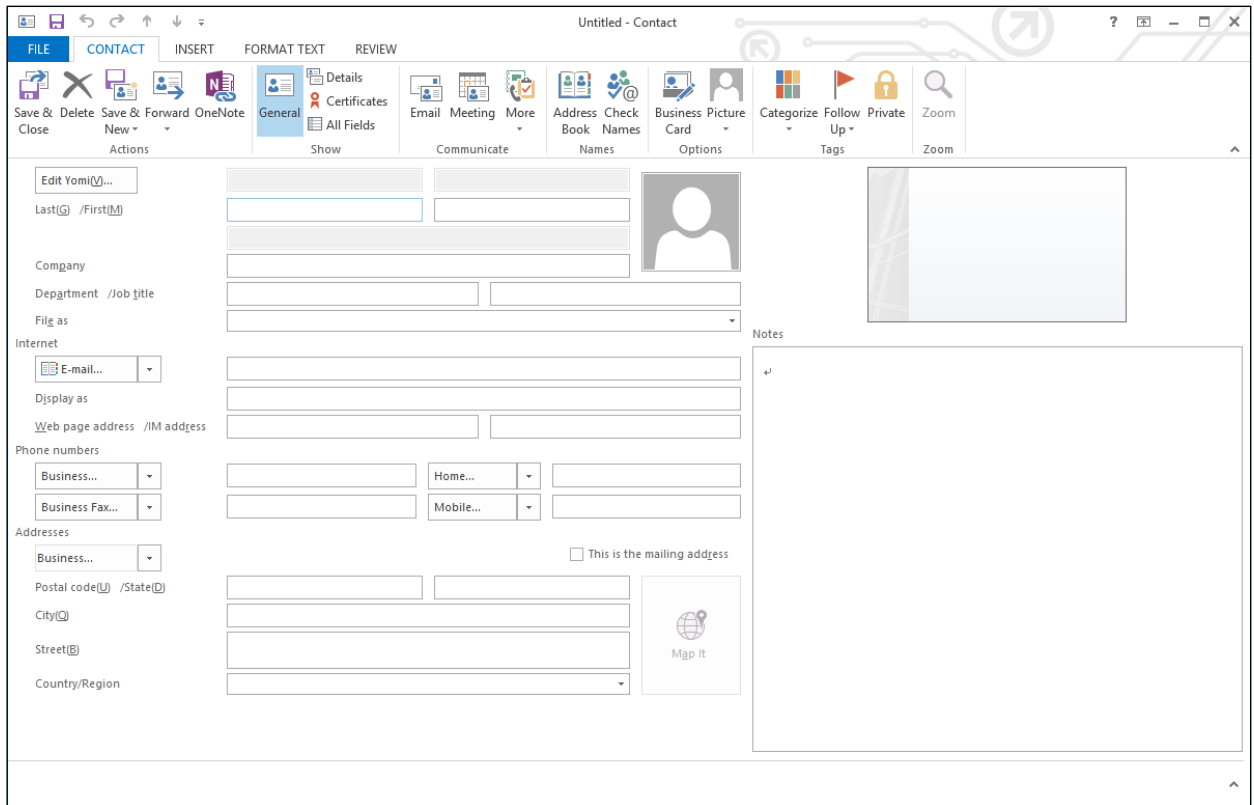 Untitled - Contact
?
FILE CONTACT INSERT FORMAT TEXT REVIEW
Save & Close Delete Save & New Forward OneNote
Actions
General Details Certificates All Fields
Show
Email Meeting More
Communicate
Address Book Check Names
Names
Business Card Picture
Options
Categorize Follow Up Private
Tags
Zoom
Zoom
Edit Yomi(V)...
Last(G) /First(M)
Company
Department /Job title
File as
Internet
E-mail...
Display as
Web page address /IM address
Phone numbers
Business... Home...
Business Fax... Mobile...
Addresses
Business... This is the mailing address
Postal code(U) /State(D)
City(Q)
Street(B)
Map It
Country/Region
Notes